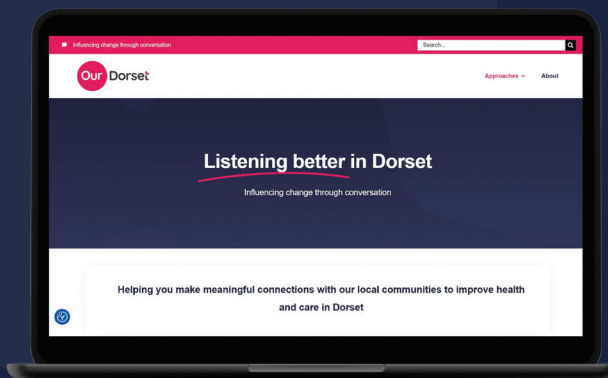 Influencing change through conversation
Search...
Our Dorset
Approaches
About
Listening better in Dorset
Influencing change through conversation
Helping you make meaningful connections with our local communities to improve health
and care in Dorset